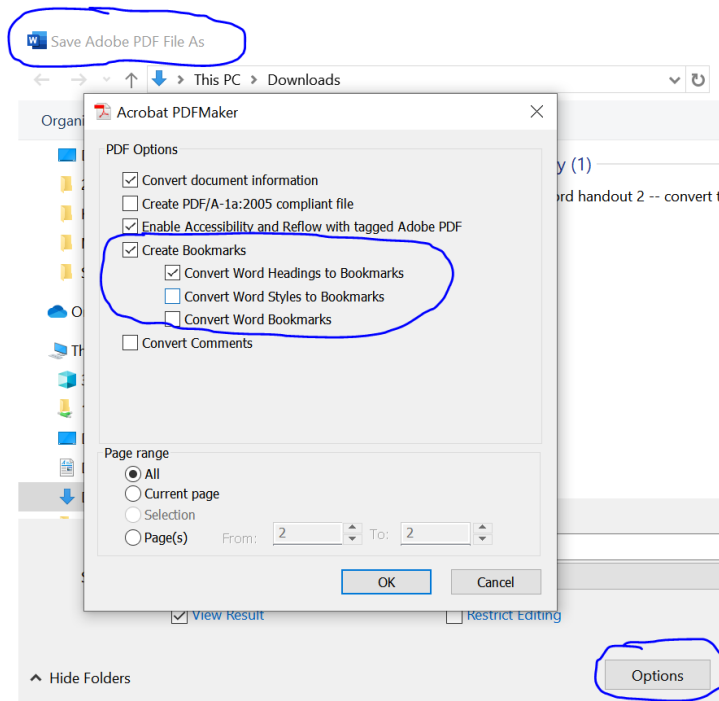 Save Adobe PDF File As
This PC > Downloads
Organi
Acrobat PDFMaker
PDF Options
y (1)
Convert document information
rd handout 2 -- convert t
Create PDF/A-1a:2005 compliant file
Enable Accessibility and Reflow with tagged Adobe PDF
Create Bookmarks
Convert Word Headings to Bookmarks
Convert Word Styles to Bookmarks
Convert Word Bookmarks
Convert Comments
Page range
All
Current page
Selection
Page(s) From: 2 To: 2
OK Cancel
View Result Restrict Editing
Hide Folders Options